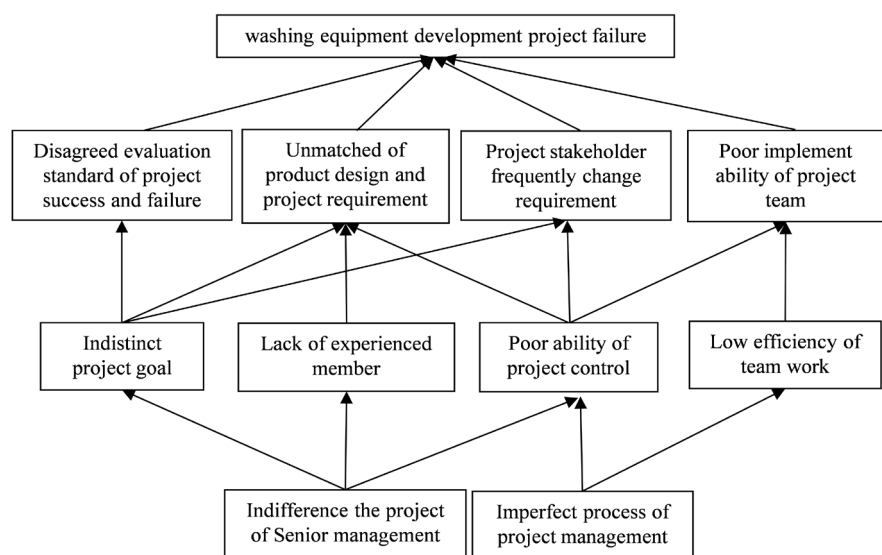 washing equipment development project failure
Disagreed evaluation
standard of project
success and failure
Unmatched of
product design and
project requirement
Project stakeholder
frequently change
requirement
Poor implement
ability of project
team
Indistinct
project goal
Lack of experienced
member
Poor ability of
project control
Low efficiency of
team work
Indifference the project
of Senior management
Imperfect process of
project management